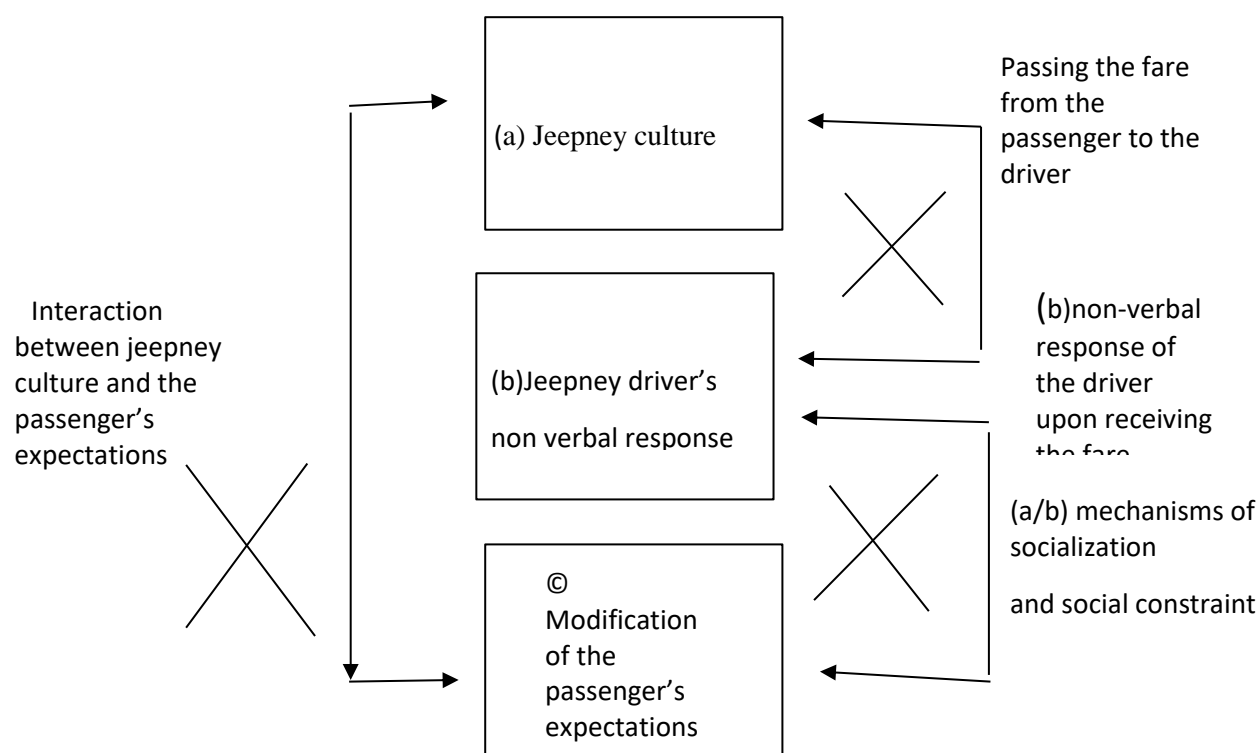 (a) Jeepney culture
Passing the fare
from the
passenger to the
driver
Interaction
between jeepney
culture and the
passenger’s
expectations
(b)Jeepney driver’s
non verbal response
(b)non-verbal
response of
the driver
upon receiving
the fare
(a/b) mechanisms of
socialization
and social constraint
©
Modification
of the
passenger’s
expectations